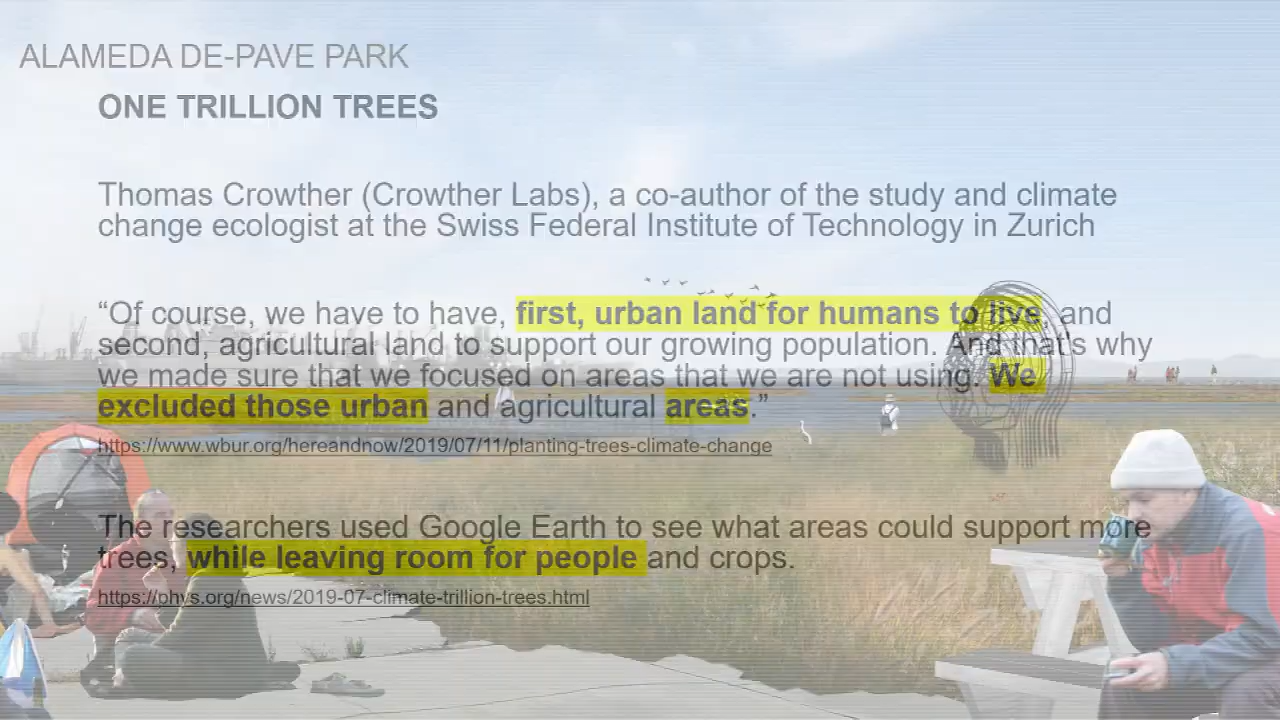 ALAMEDA DE-PAVE PARK
ONE TRILLION TREES
Thomas Crowther (Crowther Labs), a co-author of the study and climate
change ecologist at the Swiss Federal Institute of Technology in Zurich
“Of course, we have to have, first, urban land for humans to live, and
second, agricultural land to support our growing population. And that's why
we made sure that we focused on areas that we are not using. We
excluded those urban and agricultural areas.”
https://www.wbur.org/hereandnow/2019/07/11/planting-trees-climate-change
The researchers used Google Earth to see what areas could support more
trees, while leaving room for people and crops.
https://phys.org/news/2019-07-climate-trillion-trees.html